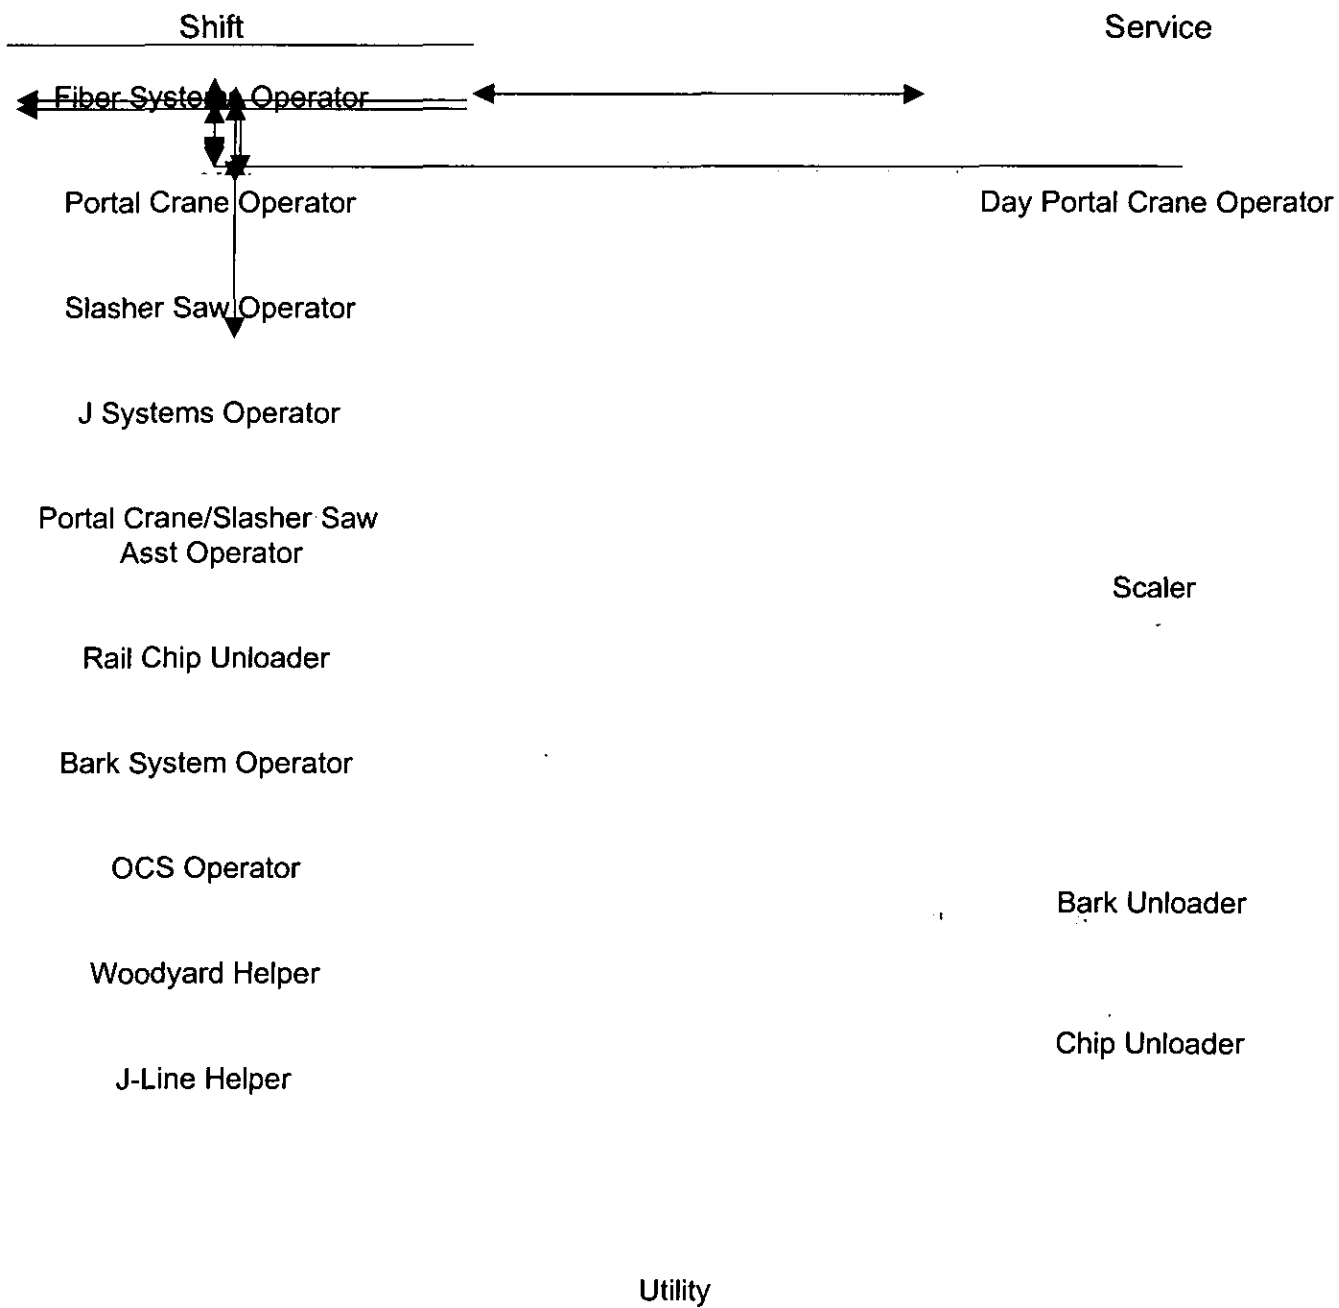 Shift
Service
Fiber Systems Operator
Portal Crane Operator
Day Portal Crane Operator
Slasher Saw Operator
J Systems Operator
Portal Crane/Slasher Saw
Asst Operator
Scaler
Rail Chip Unloader
Bark System Operator
OCS Operator
Bark Unloader
Woodyard Helper
Chip Unloader
J-Line Helper
Utility